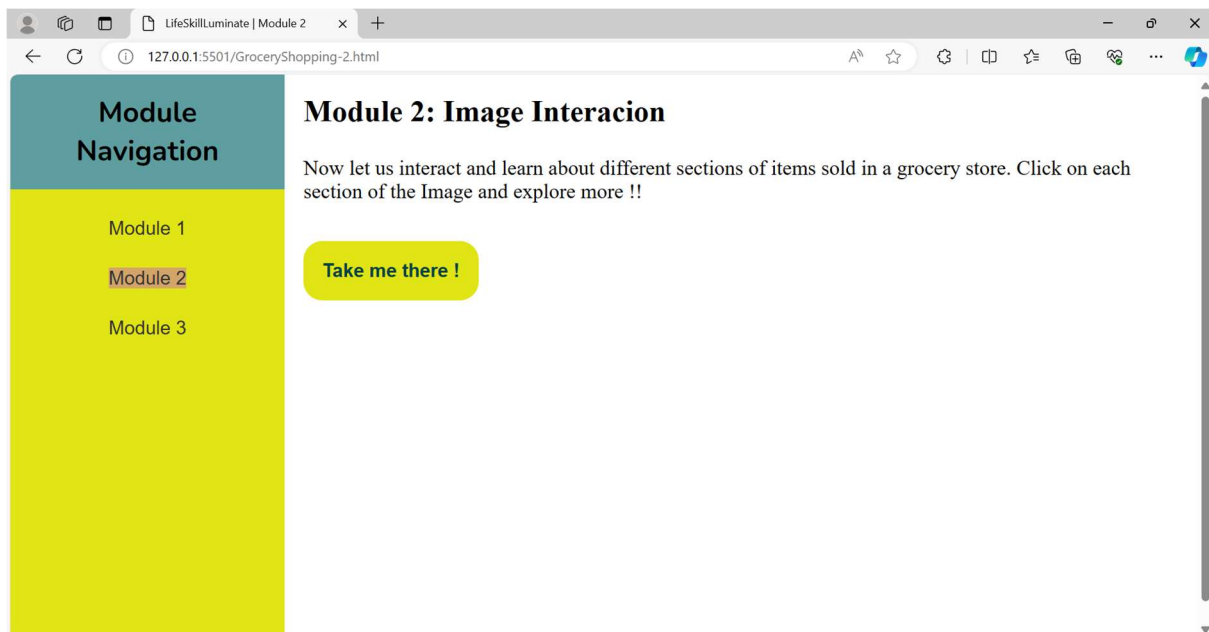 LifeSkillLuminate | Module 2
127.0.0.1:5501/GroceryShopping-2.html
Module
Navigation
Module 1
Module 2
Module 3
Module 2: Image Interacion
Now let us interact and learn about different sections of items sold in a grocery store. Click on each
section of the Image and explore more !!
Take me there !